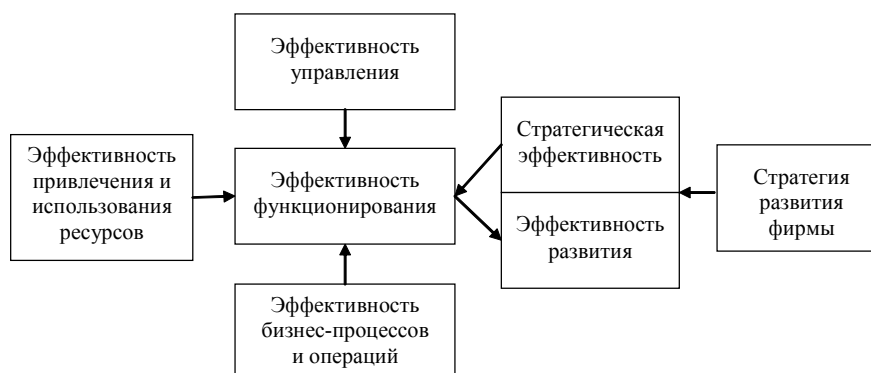 Эффективность
управления
Эффективность
привлечения и
использования
ресурсов
Эффективность
функционирования
Стратегическая
эффективность
Эффективность
развития
Стратегия
развития
фирмы
Эффективность
бизнес-процессов
и операций